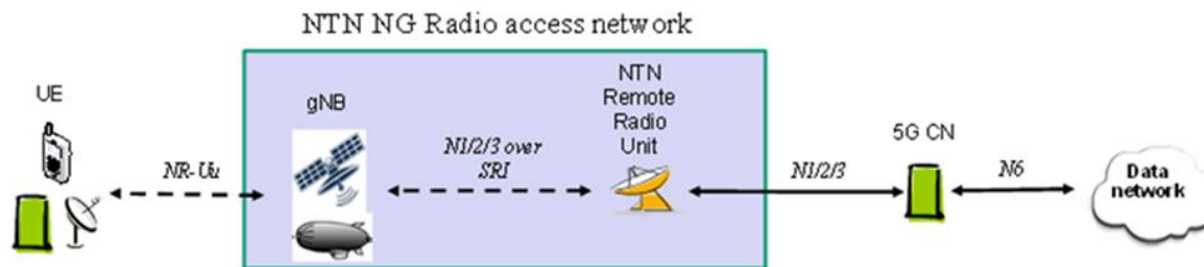 NTN NG Radio access network
UE
gNB
NTN
Remote
Radio
Unit
5G CN
NR-Uu
N1/2/3 over
SRI
N1/2/3
N6
Data
network